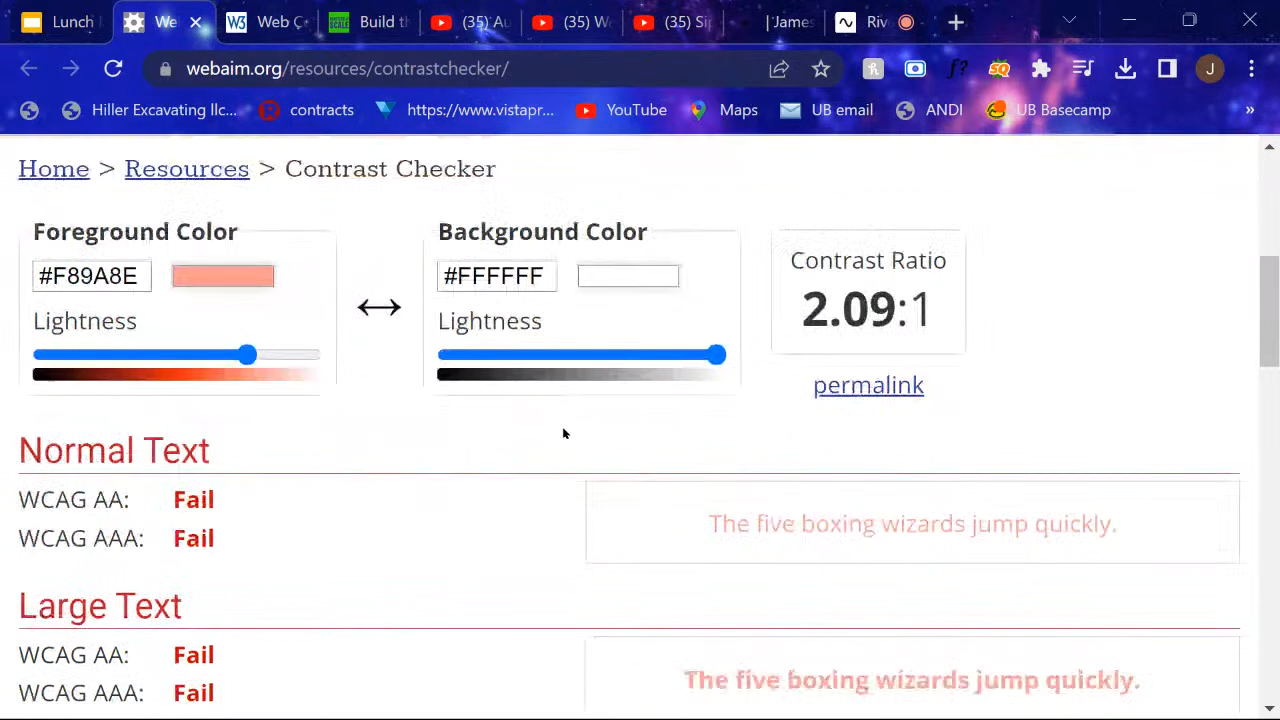 Lunch
We
Web C
Build th
(35) Au
(35) We
(35) Sip
| James
Rive
webaim.org/resources/contrastchecker/
J
Hiller Excavating llc...
contracts
https://www.vistapr...
YouTube
Maps
UB email
ANDI
UB Basecamp
»
Home > Resources > Contrast Checker
Foreground Color
Background Color
#F89A8E
#FFFFFF
Contrast Ratio
2.09:1
Lightness
Lightness
permalink
Normal Text
WCAG AA: Fail
The five boxing wizards jump quickly.
WCAG AAA: Fail
Large Text
WCAG AA: Fail
The five boxing wizards jump quickly.
WCAG AAA: Fail